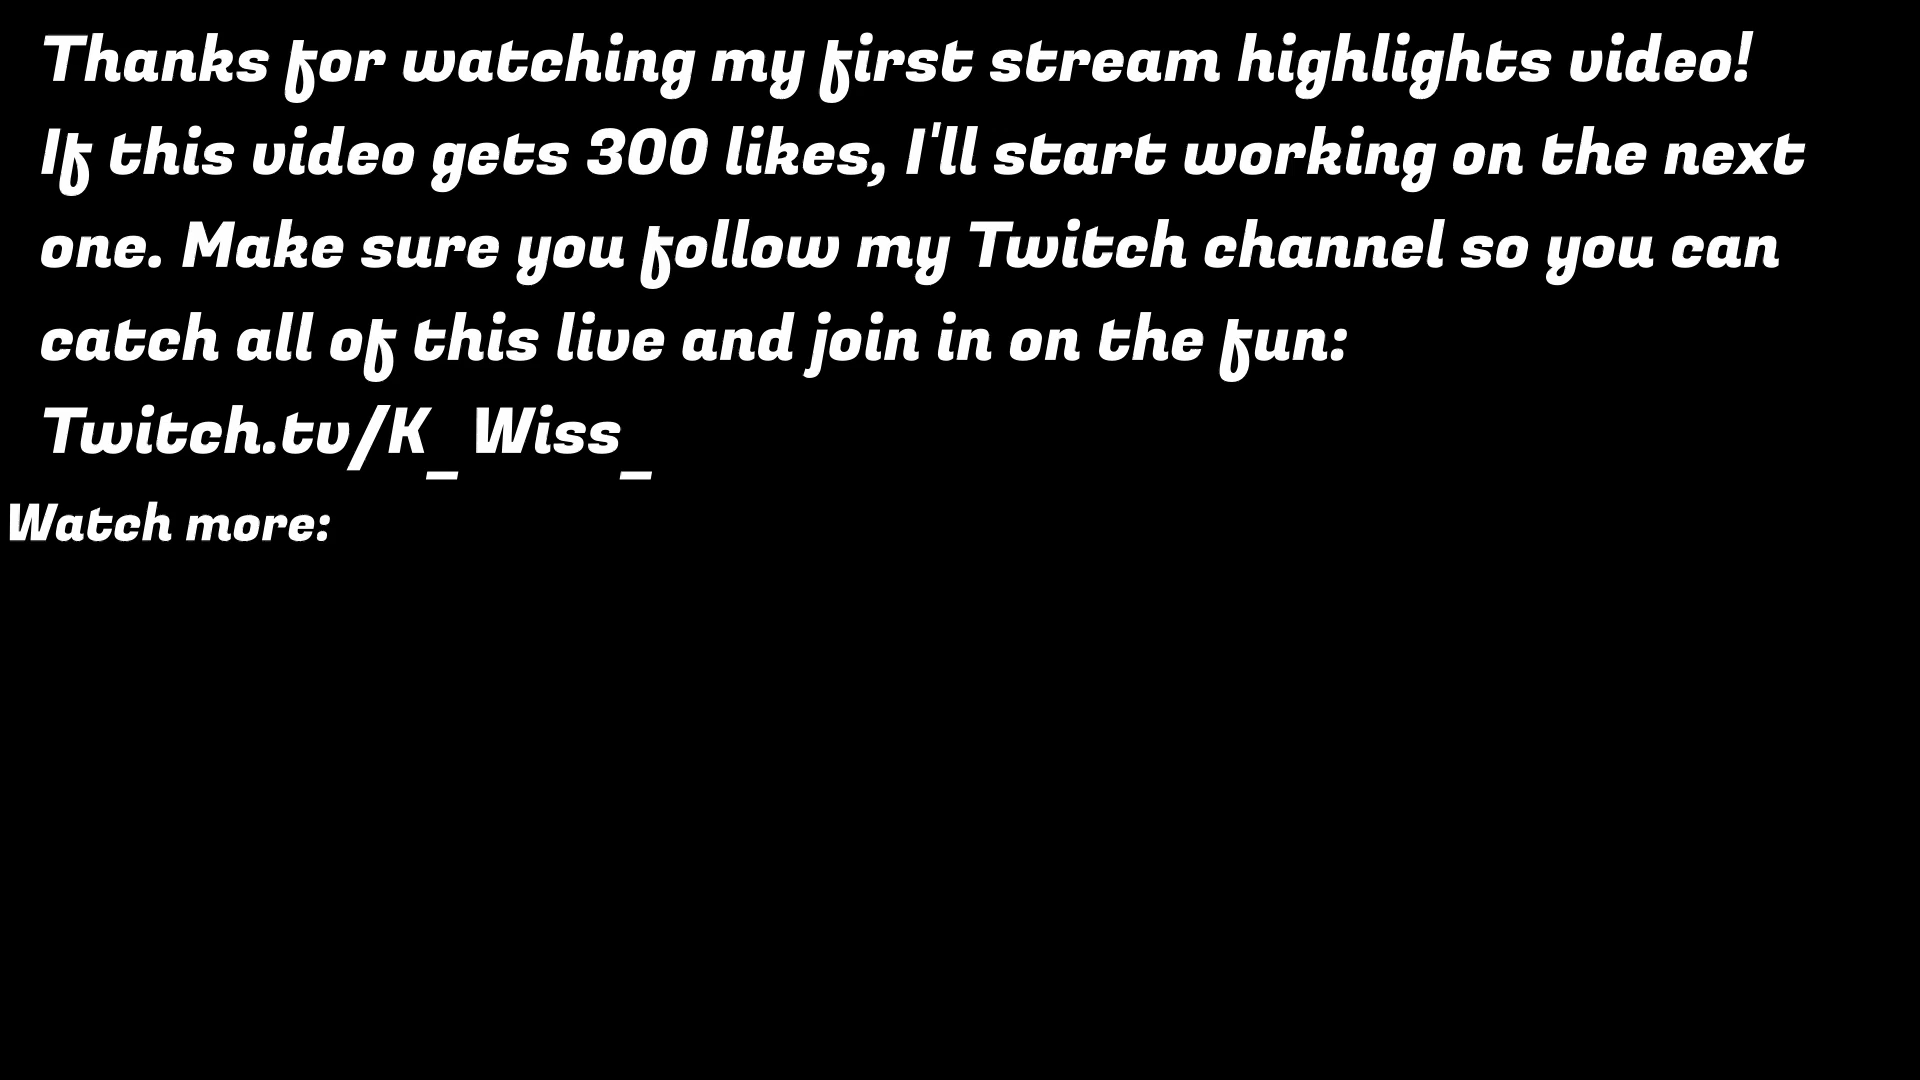 Thanks for watching my first stream highlights video!
If this video gets 300 likes, I'll start working on the next
one. Make sure you follow my Twitch channel so you can
catch all of this live and join in on the fun:
Twitch.tv/K_Wiss_
Watch more: